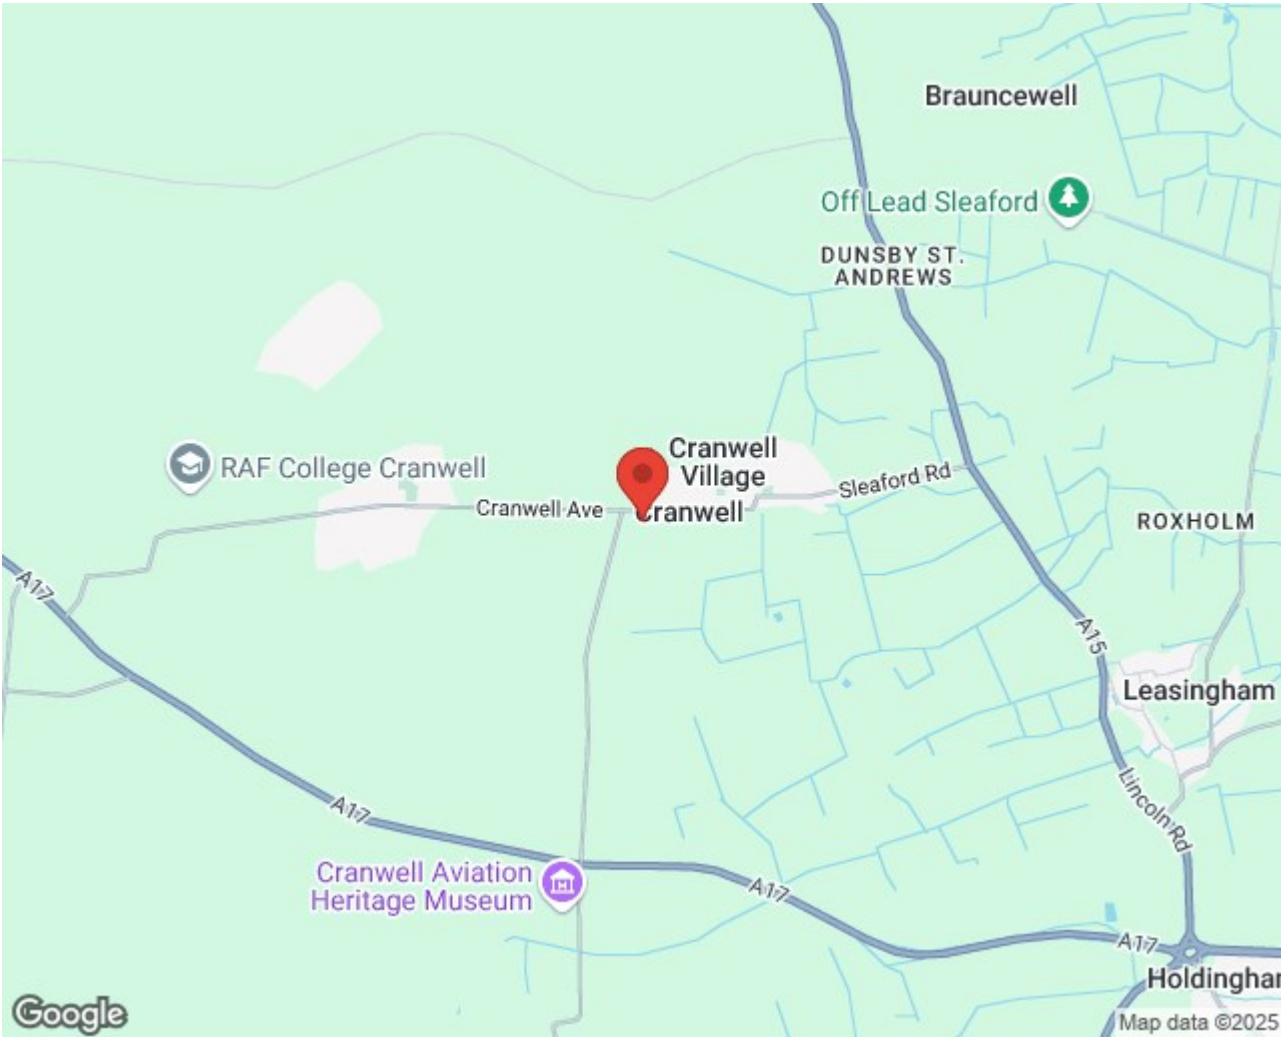 Brauncewell
Off Lead Sleaford
DUNSBY ST.
ANDREWS
Cranwell
Village
RAF College Cranwell
Sleaford Rd
Cranwell Ave
Cranwell
ROXHOLM
A17
A15
Leasingham
A17
Lincoln Rd
Cranwell Aviation
Heritage Museum
A17
A17
Holdinghar
Google
Map data ©2025